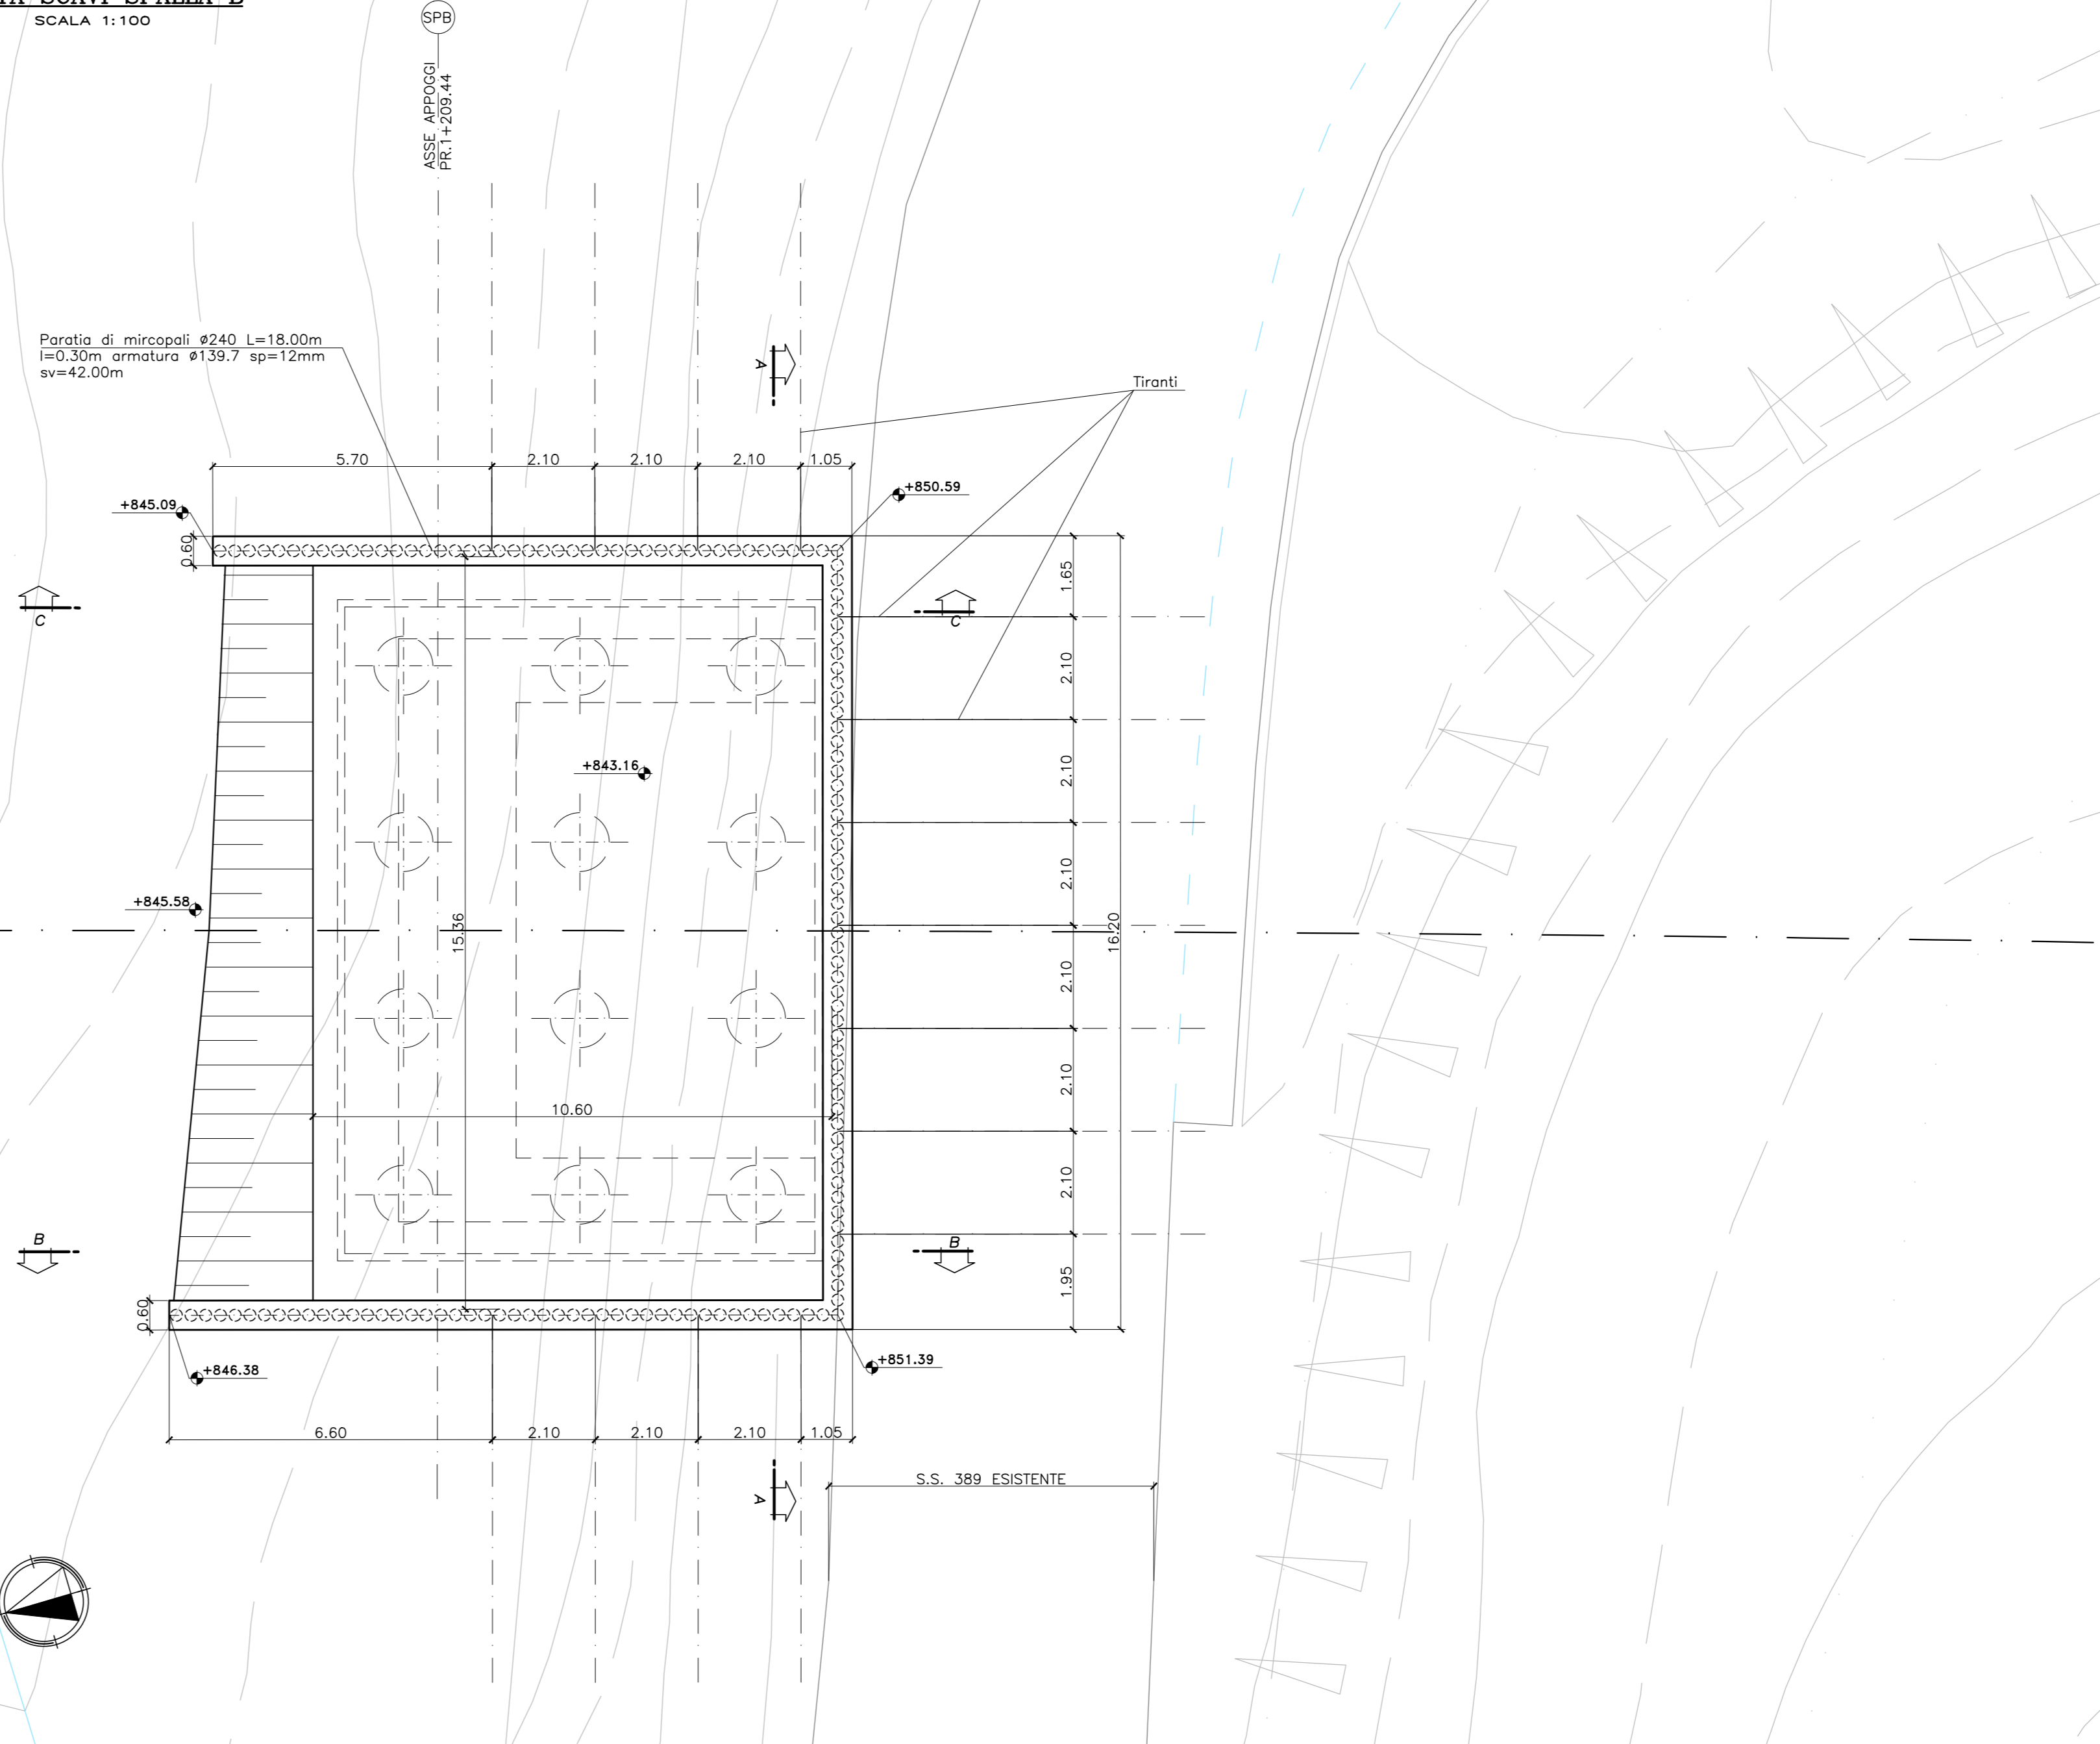 SCAVI SPALLA B
SCALA 1:100
SPB
ASSE APPOGGI
PR.1+209.44
Paratia di mircopali ø240 L=18.00m
I=0.30m armatura ø139.7 sp=12mm
sv=42.00m
A
Tiranti
5.70
2.10
2.10
2.10
1.05
+845.09
+850.59
0.60
1.65
C
C
2.10
+843.16
2.10
2.10
+845.58
15.36
16.20
2.10
10.60
2.10
2.10
B
B
1.95
0.60
+846.38
+851.39
6.60
2.10
2.10
2.10
1.05
S.S. 389 ESISTENTE
A